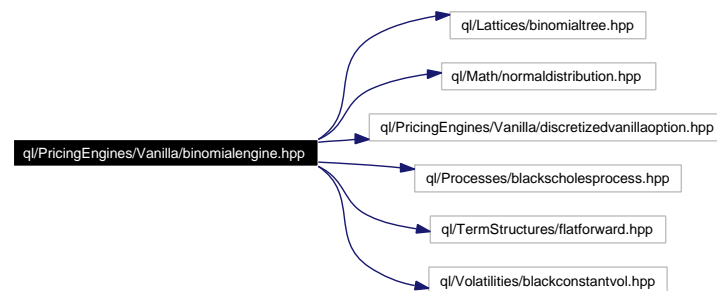 ql/Lattices/binomialtree.hpp
ql/Math/normaldistribution.hpp
ql/PricingEngines/Vanilla/discretizedvanillaoption.hpp
ql/PricingEngines/Vanilla/binomialengine.hpp
ql/Processes/blackscholesprocess.hpp
ql/TermStructures/flatforward.hpp
ql/Volatilities/blackconstantvol.hpp